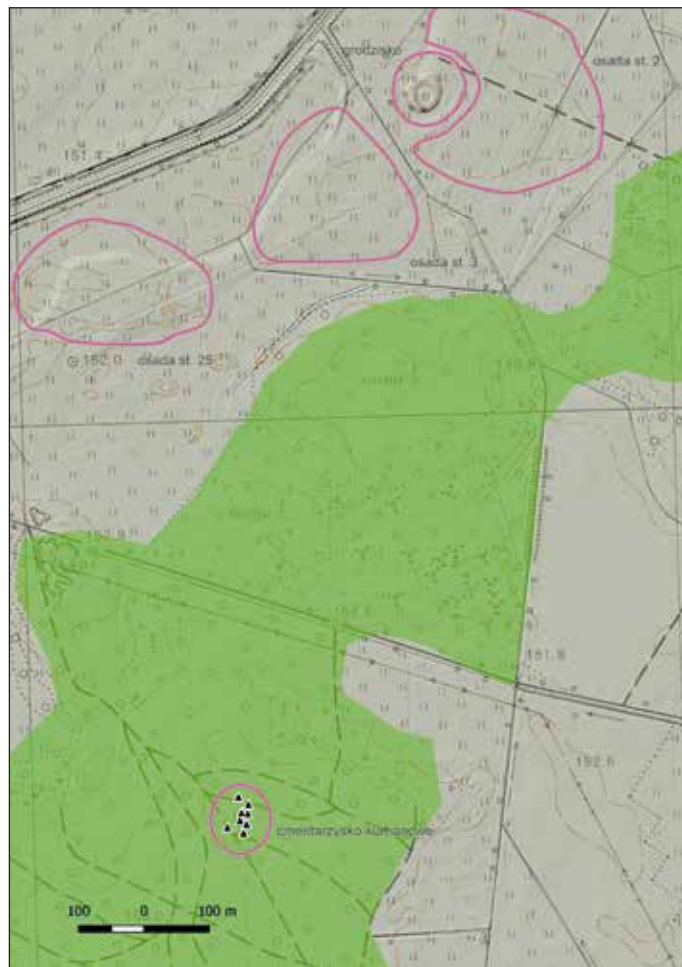 grodzisko
osada st. 2
151.4
osada st. 3
152.0 osada st. 25
151.8
152.6
cmentarzysko kurhanowe
100 0 100 m